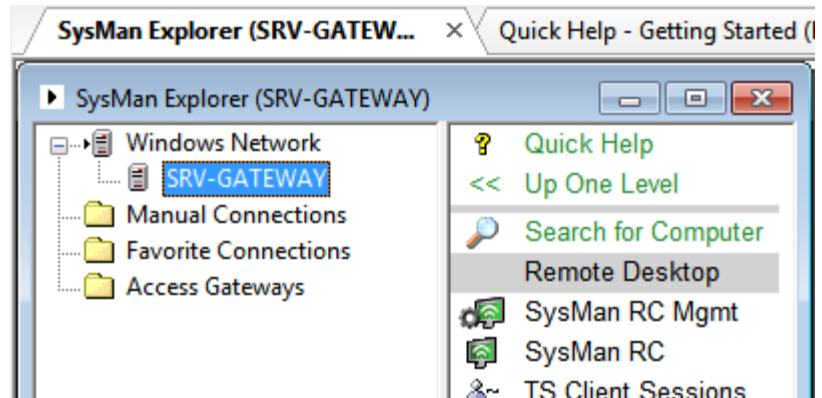 SysMan Explorer (SRV-GATEW...
Quick Help - Getting Started (
SysMan Explorer (SRV-GATEWAY)
Windows Network
SRV-GATEWAY
Manual Connections
Favorite Connections
Access Gateways
Quick Help
<< Up One Level
Search for Computer
Remote Desktop
SysMan RC Mgmt
SysMan RC
TS Client Sessions